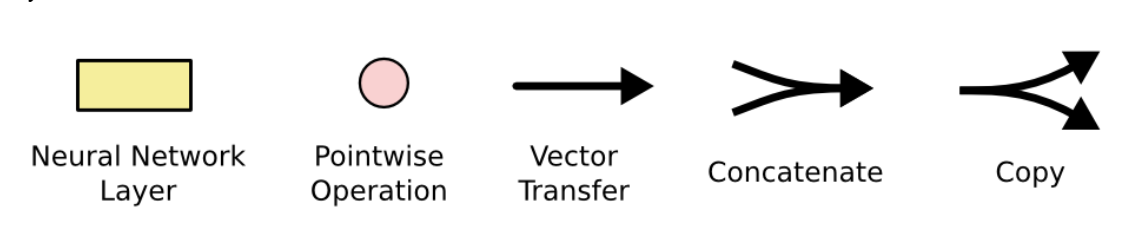 Neural Network
Layer
Pointwise
Operation
Vector
Transfer
Concatenate
Copy